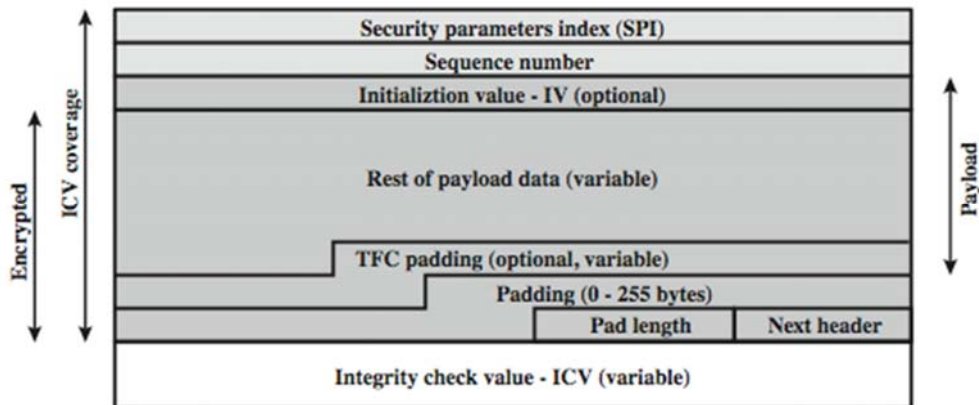 Security parameters index (SPI)
Sequence number
Initializtion value - IV (optional)
Rest of payload data (variable)
TFC padding (optional, variable)
Padding (0 - 255 bytes)
Pad length
Next header
Integrity check value - ICV (variable)
Encrypted
ICV coverage
Payload